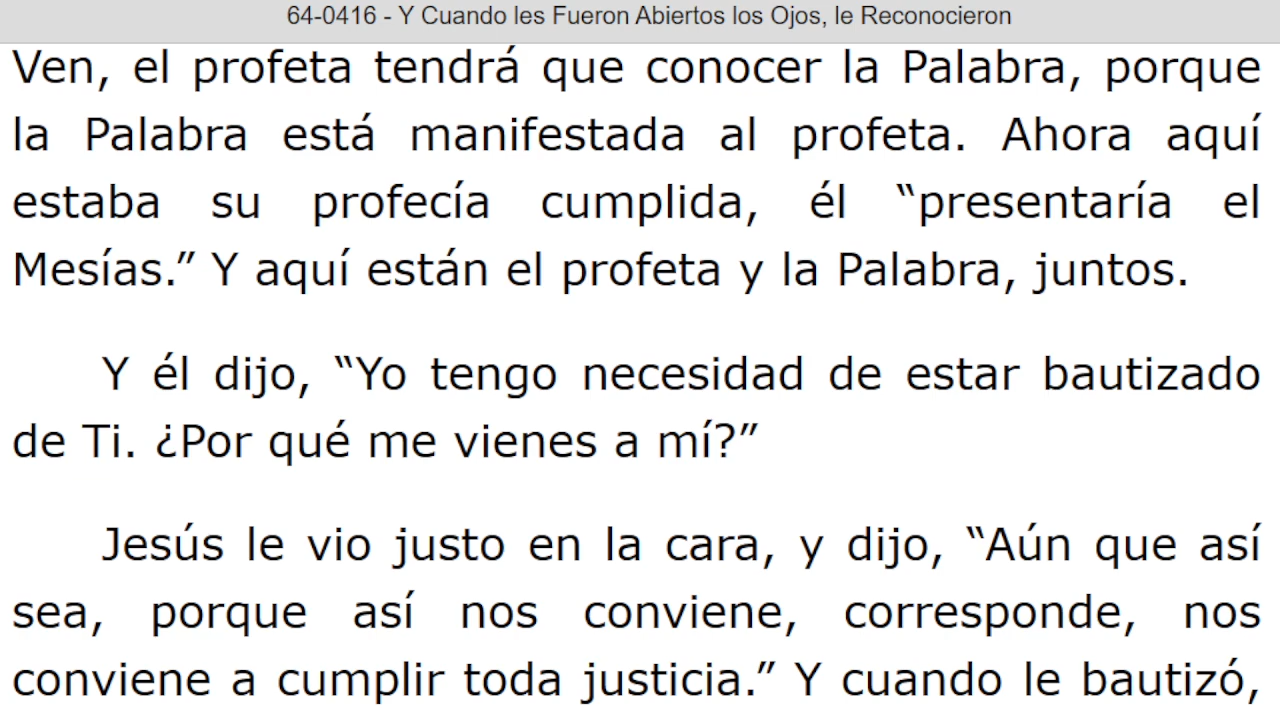 64-0416 - Y Cuando les Fueron Abiertos los Ojos, le Reconocieron
Ven, el profeta tendrá que conocer la Palabra, porque
la Palabra está manifestada al profeta. Ahora aquí
estaba su profecía cumplida, él “presentaría el
Mesías.” Y aquí están el profeta y la Palabra, juntos.
Y él dijo, “Yo tengo necesidad de estar bautizado
de Ti. ¿Por qué me vienes a mí?”
Jesús le vio justo en la cara, y dijo, “Aún que así
sea, porque así nos conviene, corresponde, nos
conviene a cumplir toda justicia.” Y cuando le bautizó,